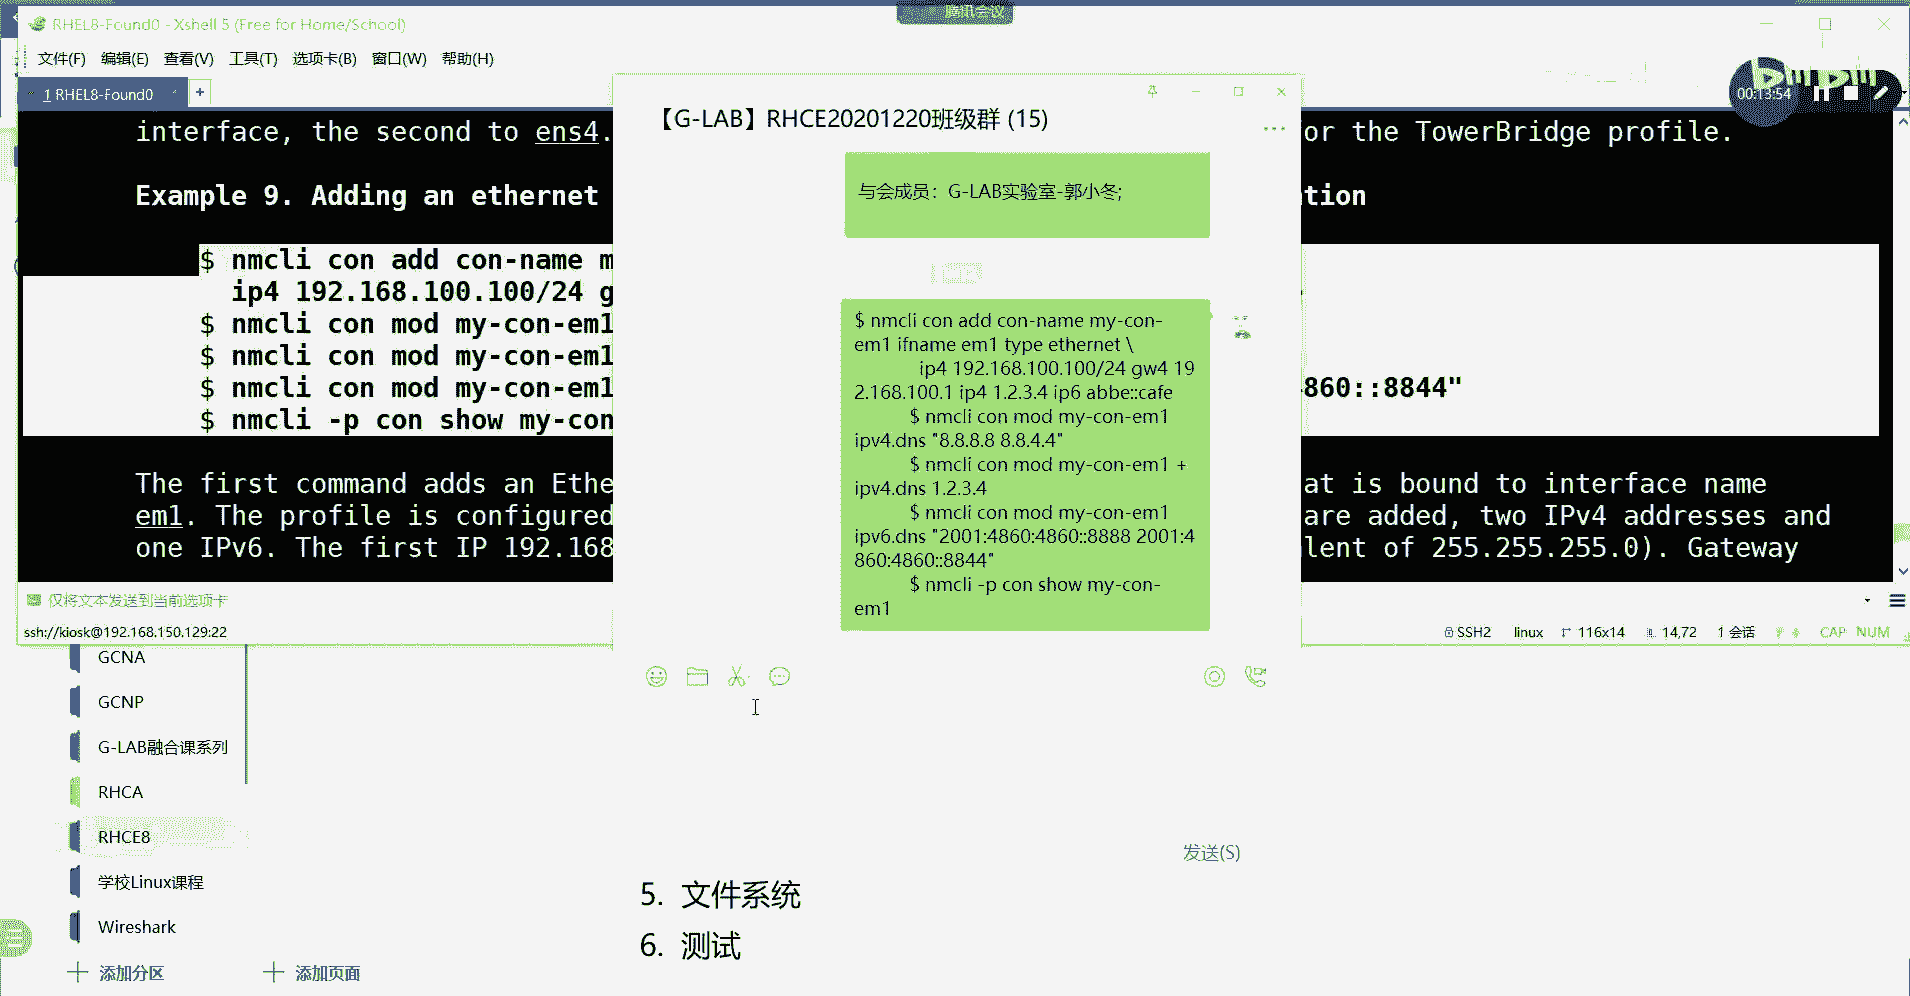 腾讯会议
RHEL8-Found0 - Xshell 5 (Free for Home/School)
文件(F) 编辑(E) 查看(V) 工具(T) 选项卡(B) 窗口(W) 帮助(H)
1 RHEL8-Found0
00:13:54
interface, the second to ens4.
or the TowerBridge profile.
Example 9. Adding an ethernet
tion
$ nmcli con add con-name m
ip4 192.168.100.100/24 g
$ nmcli con mod my-con-em1
$ nmcli con mod my-con-em1
$ nmcli con mod my-con-em1
860::8844"
$ nmcli -p con show my-con
The first command adds an Ethe
at is bound to interface name
em1. The profile is configured
are added, two IPv4 addresses and
one IPv6. The first IP 192.168
lent of 255.255.255.0). Gateway
仅将文本发送到当前选项卡
ssh://kiosk@192.168.150.129:22
SSH2 linux 116x14 14,72 1 会话 CAP NUM
【G-LAB】RHCE20201220班级群 (15)
与会成员：G-LAB实验室-郭小冬;
$ nmcli con add con-name my-con-
em1 ifname em1 type ethernet \
ip4 192.168.100.100/24 gw4 19
2.168.100.1 ip4 1.2.3.4 ip6 abbe::cafe
$ nmcli con mod my-con-em1
ipv4.dns "8.8.8.8 8.8.4.4"
$ nmcli con mod my-con-em1 +
ipv4.dns 1.2.3.4
$ nmcli con mod my-con-em1
ipv6.dns "2001:4860:4860::8888 2001:4
860:4860::8844"
$ nmcli -p con show my-con-
em1
发送(S)
GCNA
GCNP
G-LAB融合课系列
RHCA
RHCE8
学校Linux课程
Wireshark
添加分区
添加页面
5. 文件系统
6. 测试